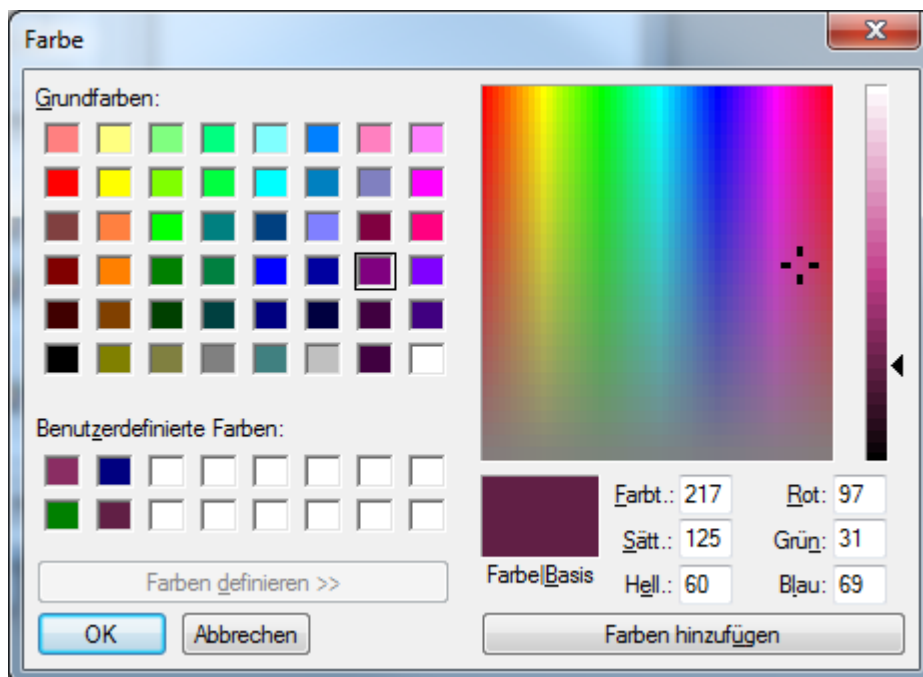 Farbe
Grundfarben:
Benutzerdefinierte Farben:
Farben definieren >>
OK
Abbrechen
Farbe|Basis
Farbt.: 217
Sätt.: 125
Hell.: 60
Rot: 97
Grün: 31
Blau: 69
Farben hinzufügen